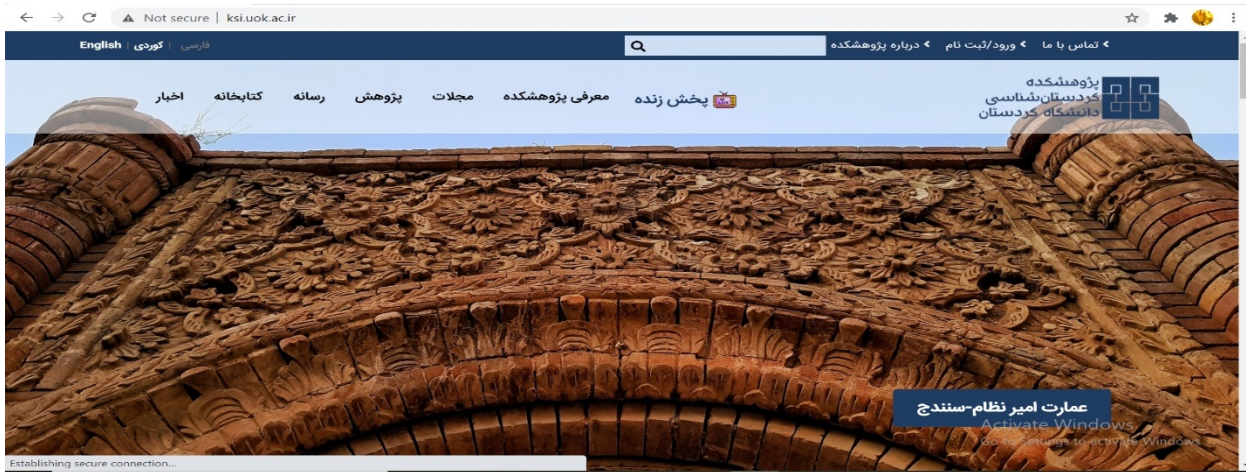 Not secure | ksi.uok.ac.ir
تماس با ما ورود/ثبت نام درباره پژوهشکده
فارسی | کوردی | English
پژوهشکده
کردستان‌شناسی
دانشگاه کردستان
پخش زنده معرفی پژوهشکده مجلات پژوهش رسانه کتابخانه اخبار
عمارت امیر نظام-سنندج
Activate Windows
Go to Settings to activate Windows.
Establishing secure connection...